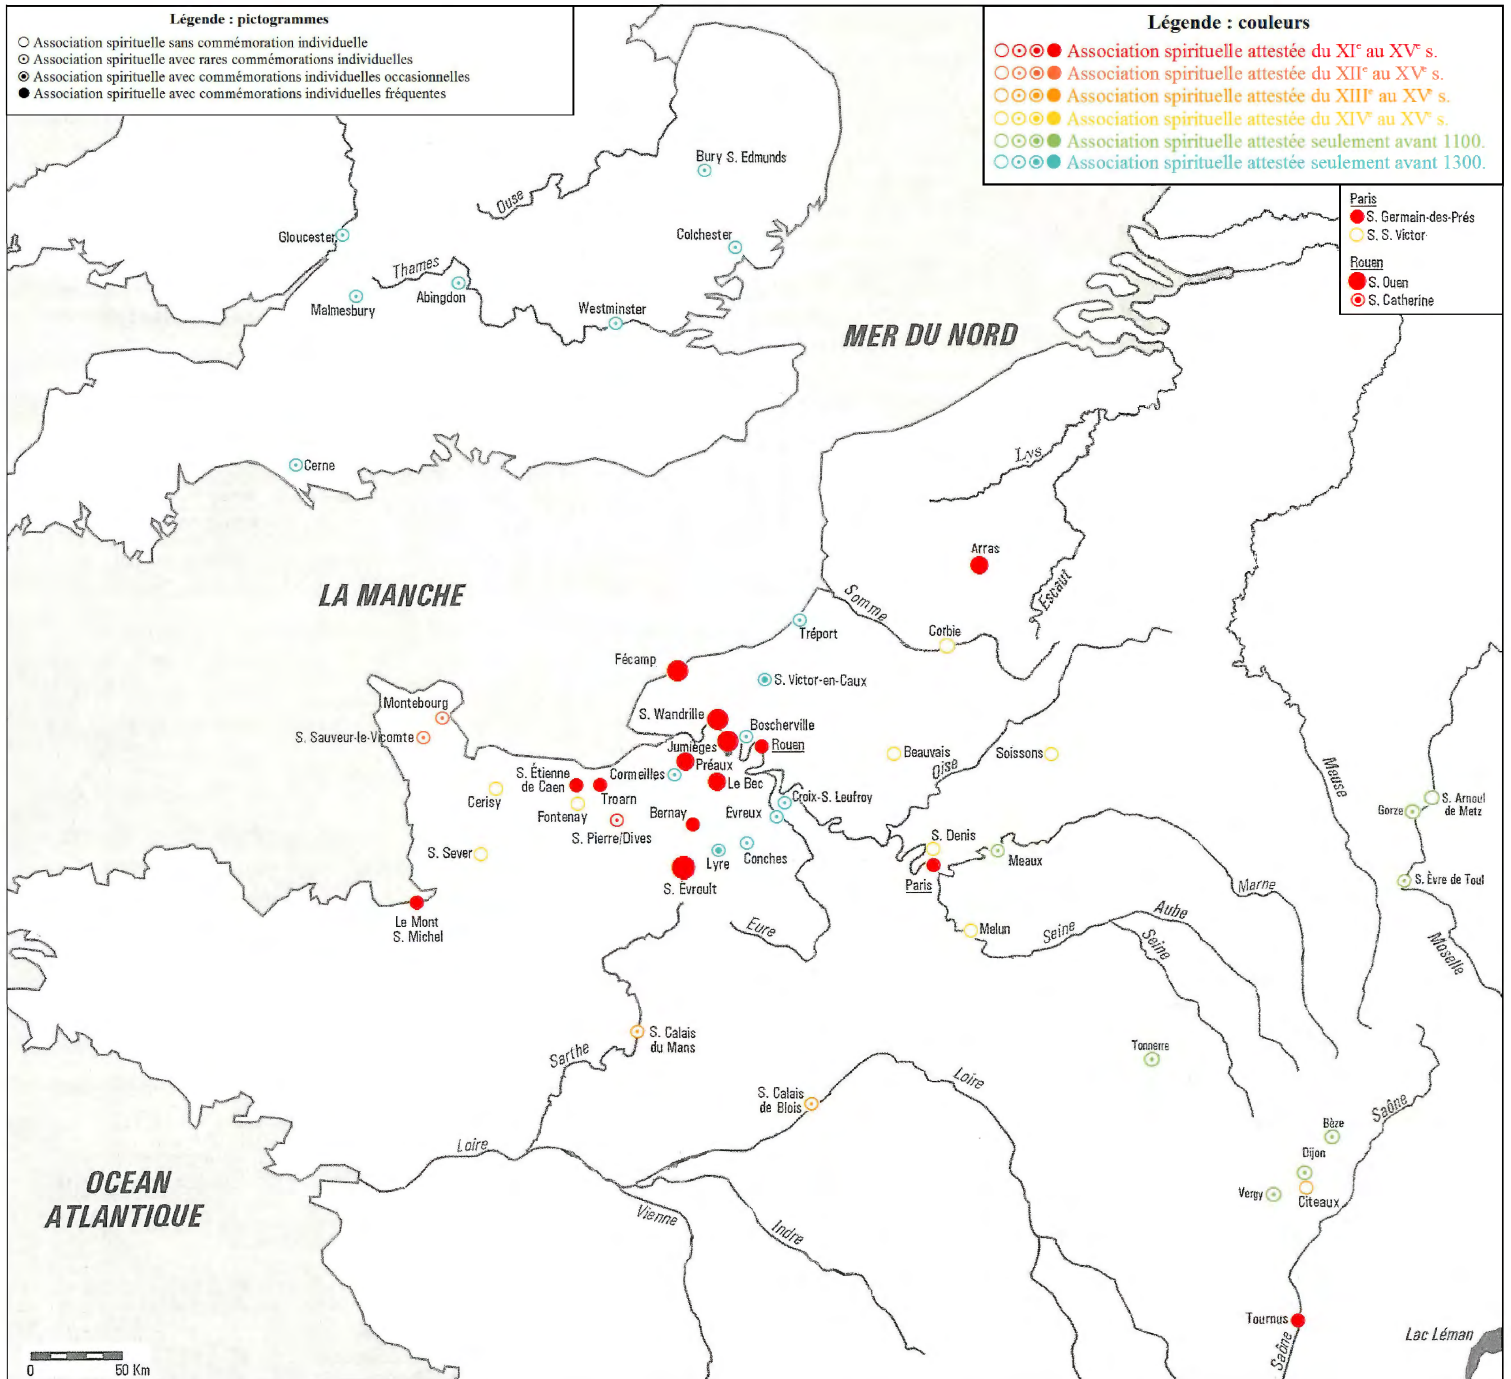 Légende : pictogrammes
Association spirituelle sans commémoration individuelle
Association spirituelle avec rares commémorations individuelles
Association spirituelle avec commémorations individuelles occasionnelles
Association spirituelle avec commémorations individuelles fréquentes
Légende : couleurs
Association spirituelle attestée du XIᵉ au XVᵉ s.
Association spirituelle attestée du XIIᵉ au XVᵉ s.
Association spirituelle attestée du XIIIᵉ au XVᵉ s.
Association spirituelle attestée du XIVᵉ au XVᵉ s.
Association spirituelle attestée seulement avant 1100.
Association spirituelle attestée seulement avant 1300.
Paris
S. Germain-des-Prés
S. S. Victor
Rouen
S. Ouen
S. Catherine
Bury S. Edmunds
Ouse
Gloucester
Colchester
Thames
Abingdon
Malmesbury
Westminster
MER DU NORD
Cerne
Lys
Arras
Escaut
LA MANCHE
Somme
Tréport
Corbie
Fécamp
S. Victor-en-Caux
Montebourg
S. Wandrille
Boscherville
S. Sauveur-le-Vicomte
Jumièges
Rouen
Beauvais
Soissons
Oise
Préaux
Cormeilles
S. Étienne
de Caen
Le Bec
Meuse
Cerisy
Troarn
Fontenay
Croix-S. Leufroy
S. Arnoul
de Metz
Gorze
Bernay
Evreux
S. Pierre/Dives
S. Denis
S. Sever
Lyre
Conches
Meaux
Paris
S. Evroult
Marne
S. Èvre de Toul
Le Mont
S. Michel
Eure
Melun
Seine
Aube
Seine
Moselle
S. Calais
du Mans
Sarthe
Tonnerre
Loire
S. Calais
de Blois
Saône
Bèze
Loire
Dijon
OCEAN
ATLANTIQUE
Vergy
Citeaux
Vienne
Indre
Tournus
Saône
Lac Léman
0 50 Km